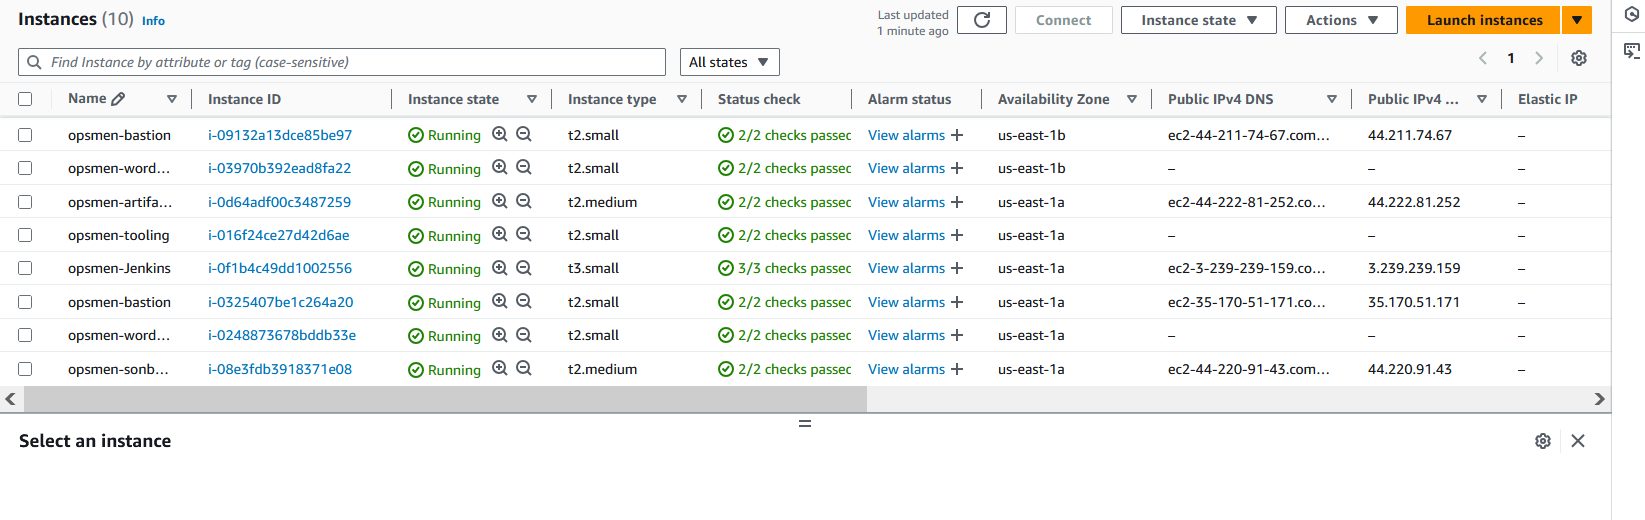 Instances (10) Info
Last updated
1 minute ago
Connect
Instance state
Actions
Launch instances
Find Instance by attribute or tag (case-sensitive)
All states
1
Name Instance ID Instance state Instance type Status check Alarm status Availability Zone Public IPv4 DNS Public IPv4 ... Elastic IP
opsmen-bastion i-09132a13dce85be97 Running t2.small 2/2 checks passec View alarms + us-east-1b ec2-44-211-74-67.com... 44.211.74.67 –
opsmen-word... i-03970b392ead8fa22 Running t2.small 2/2 checks passec View alarms + us-east-1b – – –
opsmen-artifa... i-0d64adf00c3487259 Running t2.medium 2/2 checks passec View alarms + us-east-1a ec2-44-222-81-252.co... 44.222.81.252 –
opsmen-tooling i-016f24ce27d42d6ae Running t2.small 2/2 checks passec View alarms + us-east-1a – – –
opsmen-Jenkins i-0f1b4c49dd1002556 Running t3.small 3/3 checks passec View alarms + us-east-1a ec2-3-239-239-159.co... 3.239.239.159 –
opsmen-bastion i-0325407be1c264a20 Running t2.small 2/2 checks passec View alarms + us-east-1a ec2-35-170-51-171.co... 35.170.51.171 –
opsmen-word... i-0248873678bddb33e Running t2.small 2/2 checks passec View alarms + us-east-1a – – –
opsmen-sonb... i-08e3fdb3918371e08 Running t2.medium 2/2 checks passec View alarms + us-east-1a ec2-44-220-91-43.com... 44.220.91.43 –
Select an instance